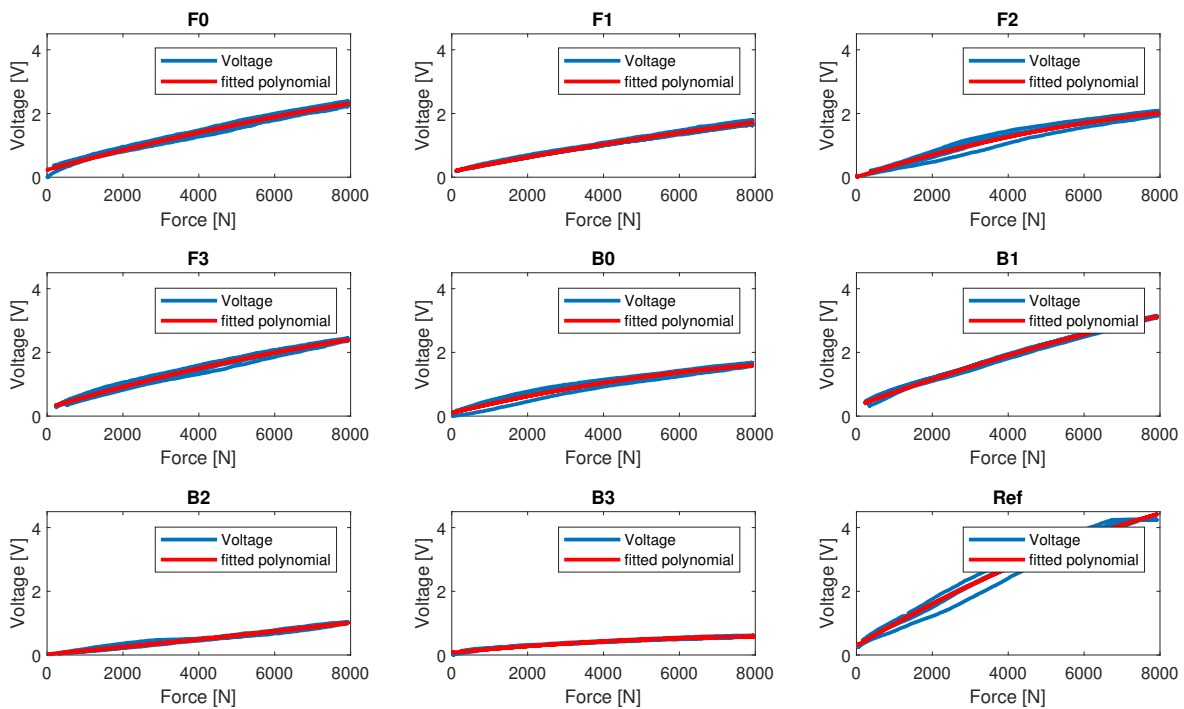 F0
F1
F2
4
2
0
Voltage [V]
Voltage
fitted polynomial
0 2000 4000 6000 8000
Force [N]
4
2
0
Voltage [V]
Voltage
fitted polynomial
0 2000 4000 6000 8000
Force [N]
4
2
0
Voltage [V]
Voltage
fitted polynomial
0 2000 4000 6000 8000
Force [N]
F3
B0
B1
4
2
0
Voltage [V]
Voltage
fitted polynomial
0 2000 4000 6000 8000
Force [N]
4
2
0
Voltage [V]
Voltage
fitted polynomial
0 2000 4000 6000 8000
Force [N]
4
2
0
Voltage [V]
Voltage
fitted polynomial
0 2000 4000 6000 8000
Force [N]
B2
B3
Ref
4
2
0
Voltage [V]
Voltage
fitted polynomial
0 2000 4000 6000 8000
Force [N]
4
2
0
Voltage [V]
Voltage
fitted polynomial
0 2000 4000 6000 8000
Force [N]
4
2
0
Voltage [V]
Voltage
fitted polynomial
0 2000 4000 6000 8000
Force [N]